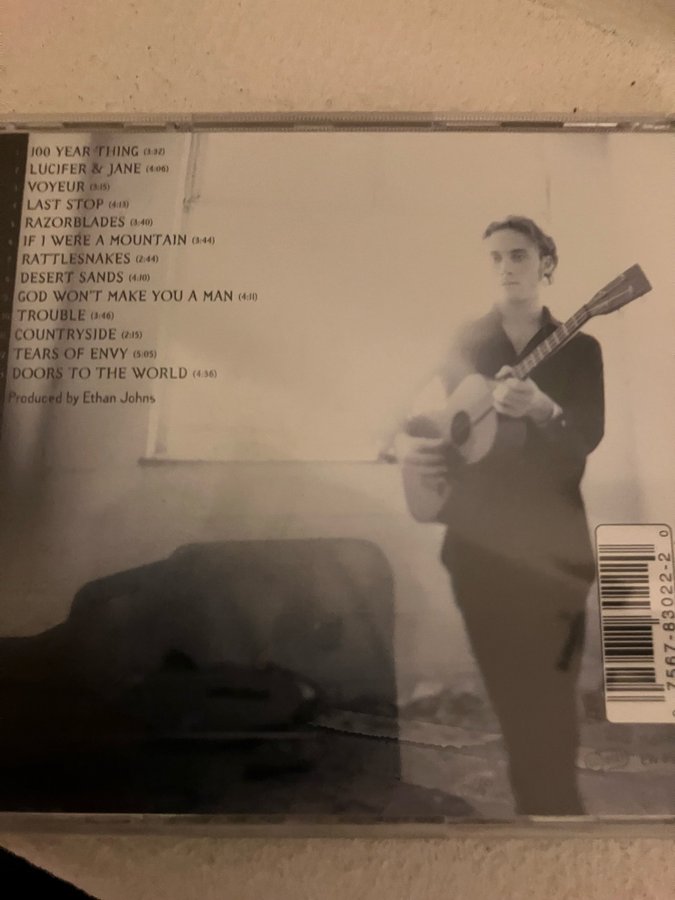 100 YEAR THING (3:32)
LUCIFER & JANE (4:06)
VOYEUR (3:15)
LAST STOP (4:13)
RAZORBLADES (3:40)
IF I WERE A MOUNTAIN (3:44)
RATTLESNAKES (2:44)
DESERT SANDS (4:10)
GOD WON'T MAKE YOU A MAN (4:11)
TROUBLE (3:46)
COUNTRYSIDE (2:15)
TEARS OF ENVY (5:05)
DOORS TO THE WORLD (4:36)
Produced by Ethan Johns
7567-83022-2 0